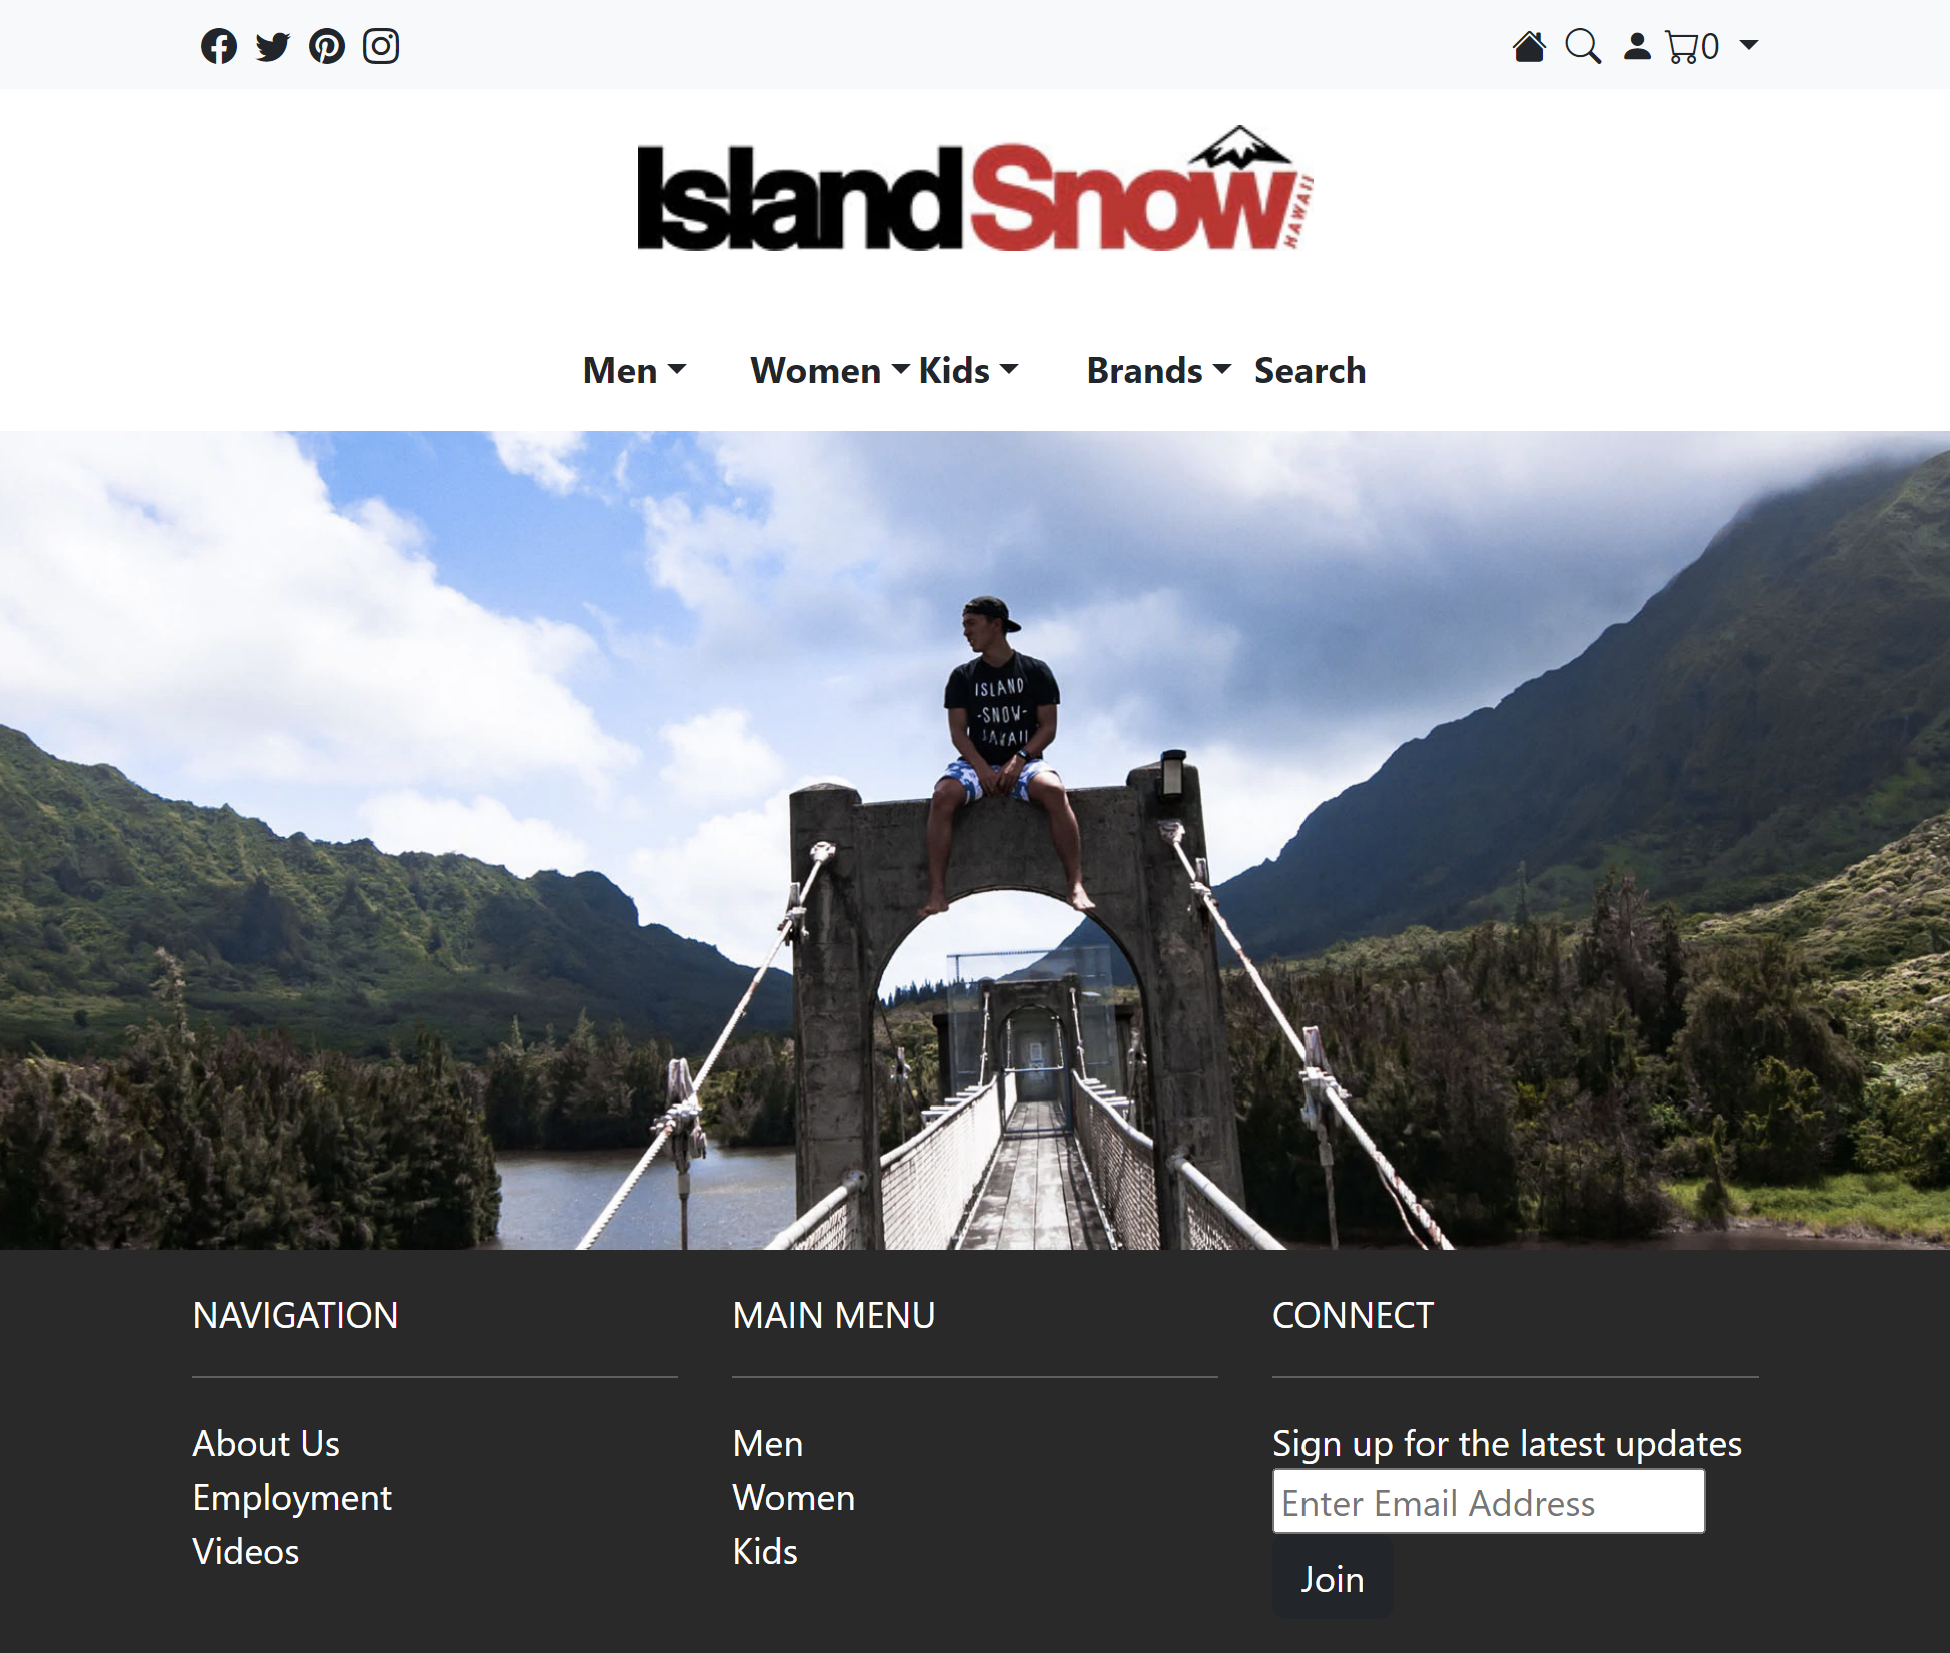 0
IslandSnow
HAWAII
Men Women Kids Brands Search
ISLAND
-SNOW-
HAWAII
NAVIGATION
MAIN MENU
CONNECT
About Us
Employment
Videos
Men
Women
Kids
Sign up for the latest updates
Enter Email Address
Join